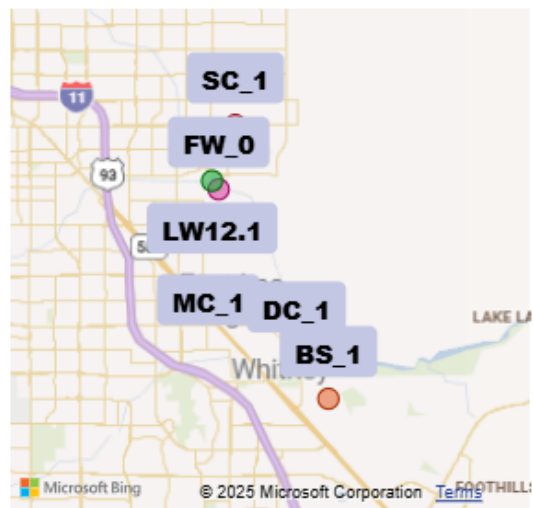 SC_1
11
FW_0
93
LW12.1
MC_1
DC_1
LAKE LA
BS_1
Whitney
Microsoft Bing
© 2025 Microsoft Corporation
Terms
FOOTHILLS